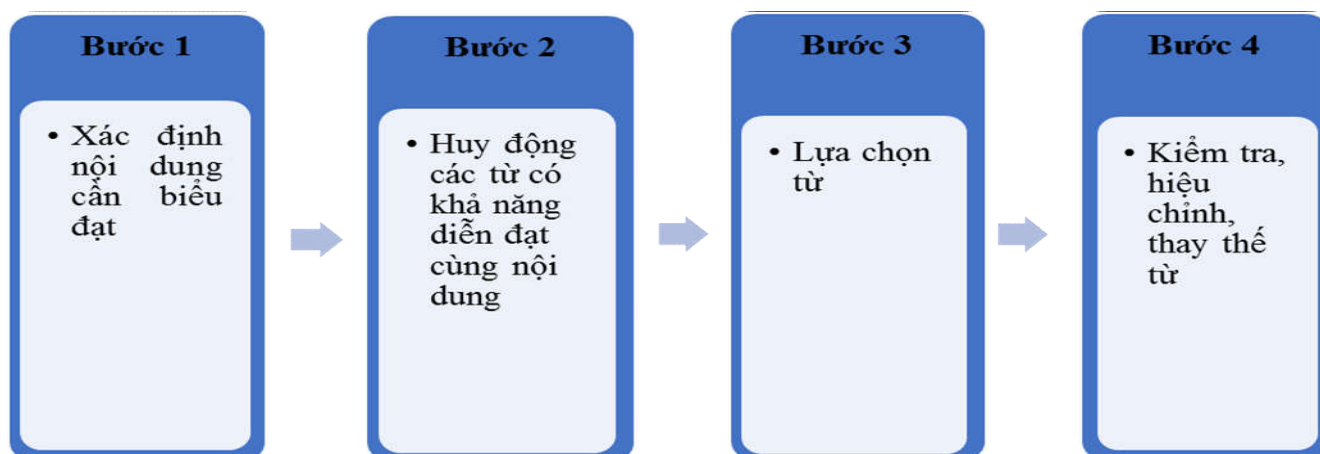 Bước 1
• Xác định
nội dung
cần biểu
đạt
Bước 2
• Huy động
các từ có
khả năng
diễn đạt
cùng nội
dung
Bước 3
• Lựa chọn
từ
Bước 4
• Kiểm tra,
hiệu
chỉnh,
thay thế
từ